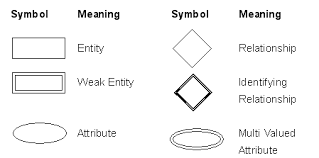 Symbol Meaning Symbol Meaning
Entity Relationship
Weak Entity Identifying
Relationship
Attribute Multi Valued
Attribute